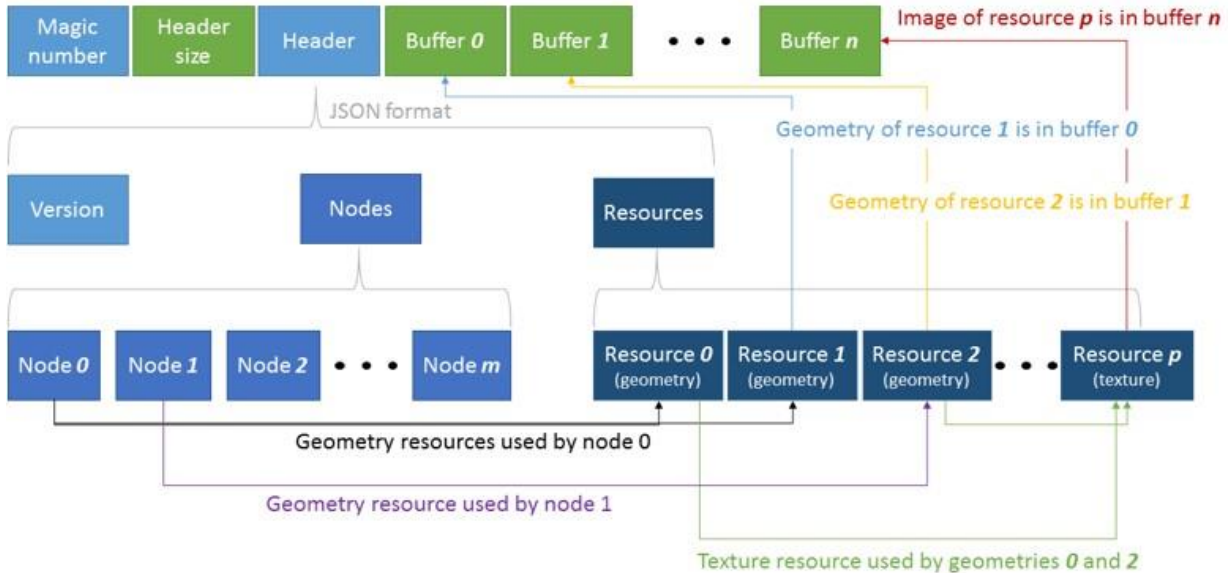 Magic
number
Header
size
Header
Buffer 0
Buffer 1
• • •
Buffer n
Image of resource p is in buffer n
JSON format
Geometry of resource 1 is in buffer 0
Version
Nodes
Resources
Geometry of resource 2 is in buffer 1
Node 0
Node 1
Node 2
• • •
Node m
Resource 0
(geometry)
Resource 1
(geometry)
Resource 2
(geometry)
• • •
Resource p
(texture)
Geometry resources used by node 0
Geometry resource used by node 1
Texture resource used by geometries 0 and 2